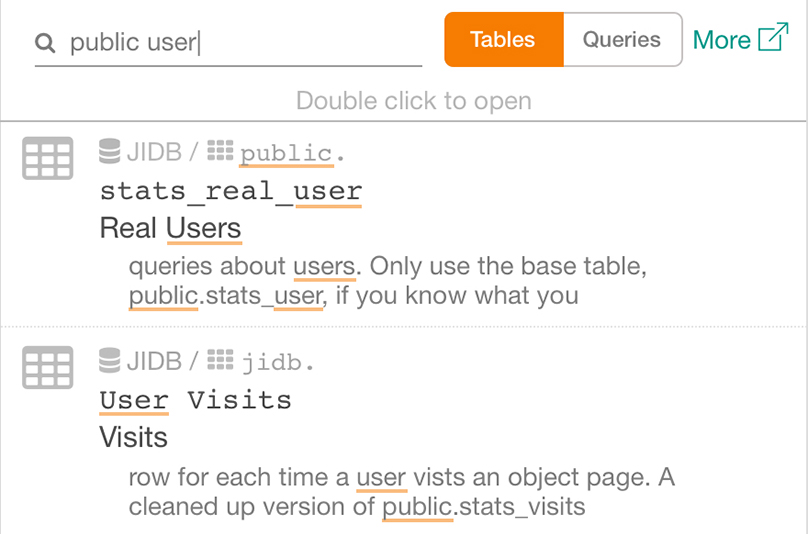 public user
Tables Queries More
Double click to open
JIDB / public.
stats_real_user
Real Users
queries about users. Only use the base table,
public.stats_user, if you know what you
JIDB / jidb.
User Visits
Visits
row for each time a user vists an object page. A
cleaned up version of public.stats_visits